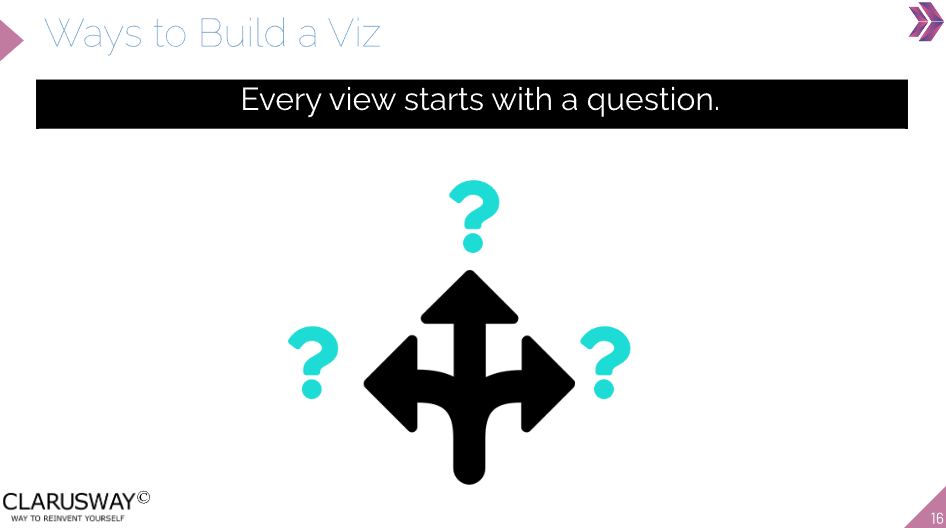 Ways to Build a Viz
Every view starts with a question.
?
?
?
CLARUSWAY©
WAY TO REINVENT YOURSELF
16